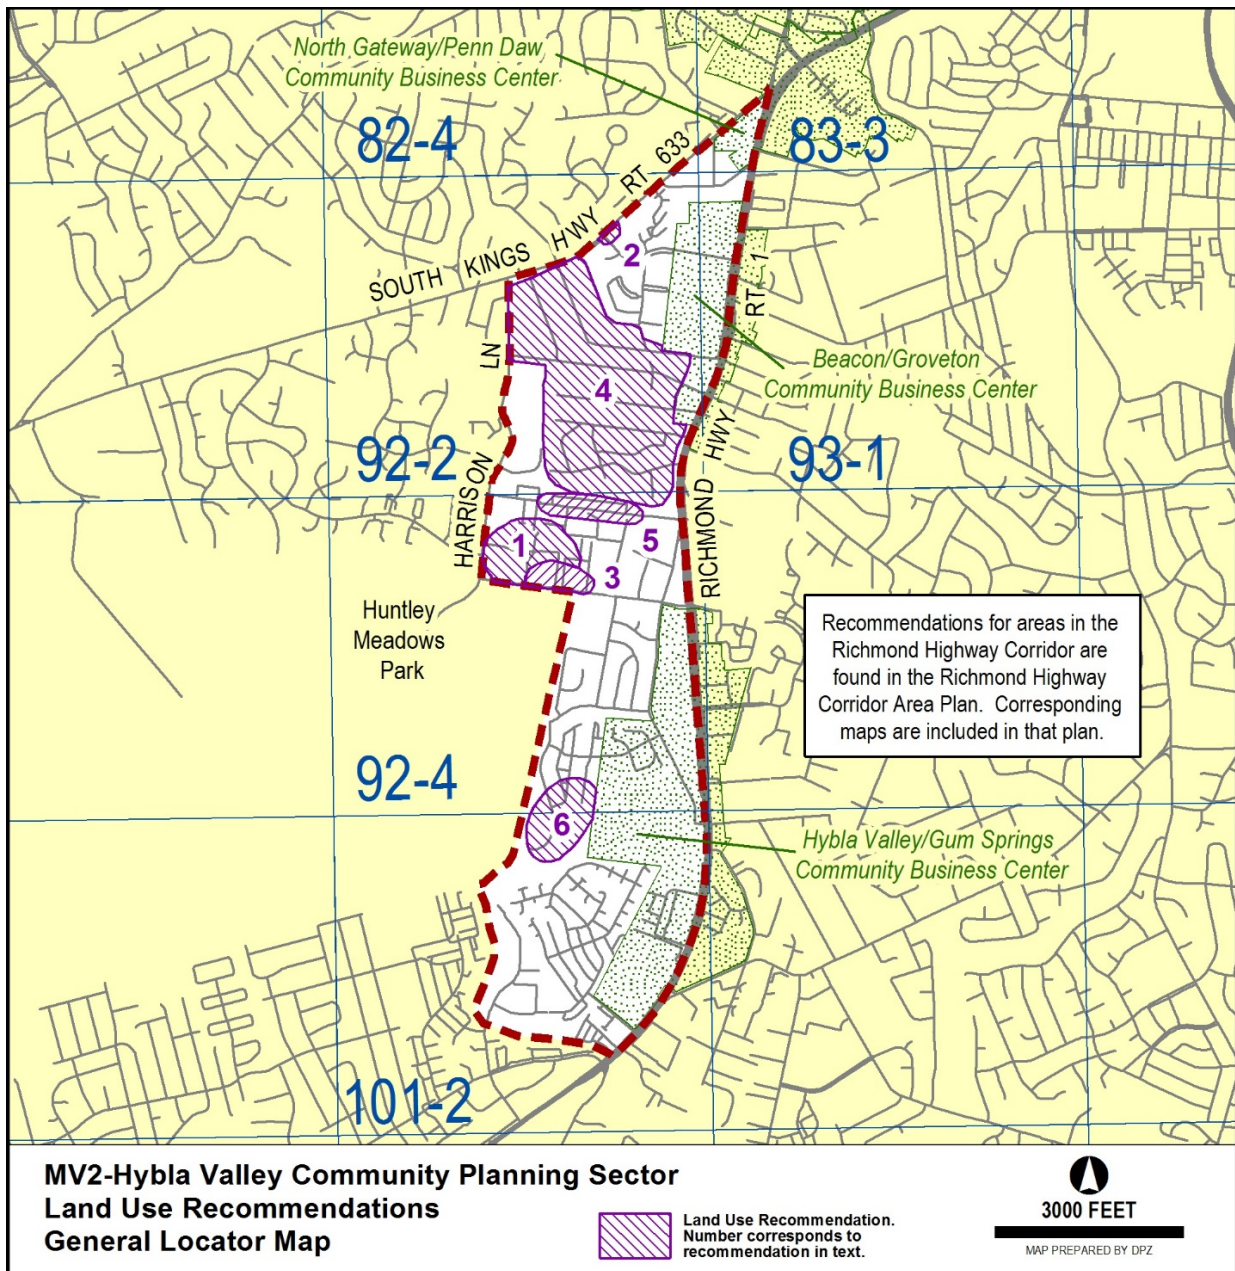 North Gateway/Penn Daw
Community Business Center
82-4
83-3
RT 633
SOUTH KINGS HWY
2
RT 1
LN
4
Beacon/Groveton
Community Business Center
92-2
93-1
HARRISON
RICHMOND HWY
1
5
3
Huntley
Meadows
Park
Recommendations for areas in the
Richmond Highway Corridor are
found in the Richmond Highway
Corridor Area Plan. Corresponding
maps are included in that plan.
92-4
6
Hybla Valley/Gum Springs
Community Business Center
101-2
MV2-Hybla Valley Community Planning Sector
Land Use Recommendations
General Locator Map
Land Use Recommendation.
Number corresponds to
recommendation in text.
3000 FEET
MAP PREPARED BY DPZ